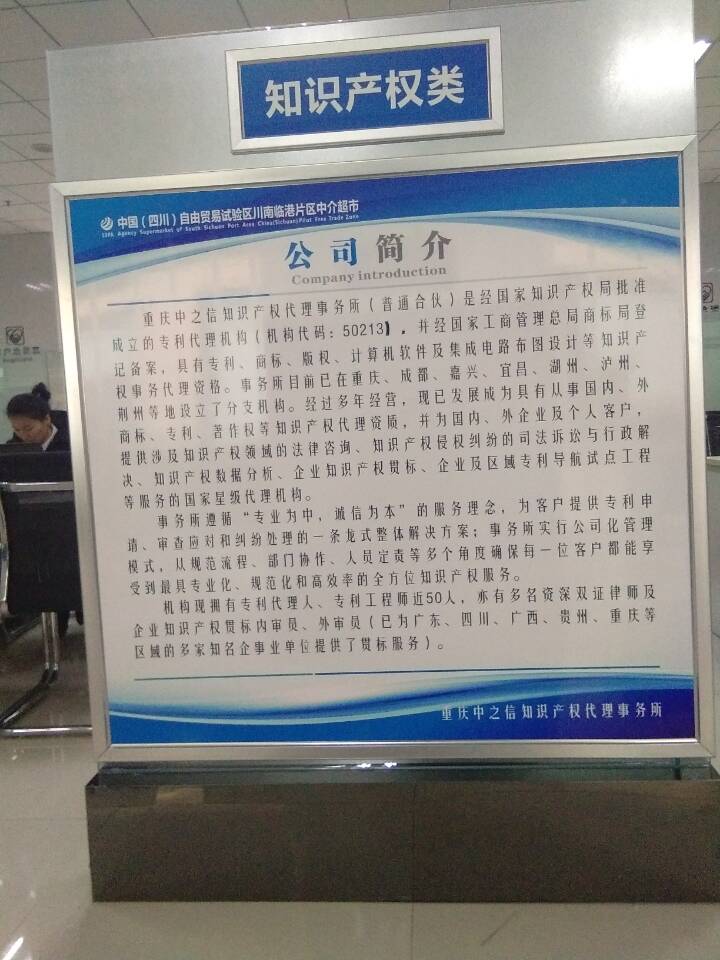 知识产权类
中国（四川）自由贸易试验区川南临港片区中介超市
Agency Supermarket of South Sichuan Port Area China(Sichuan)Pilot Free Trade Zone
公司简介
Company introduction
重庆中之信知识产权代理事务所（普通合伙）是经国家知识产权局批准
成立的专利代理机构（机构代码：50213），并经国家工商管理总局商标局登
记备案，具有专利、商标、版权、计算机软件及集成电路布图设计等知识产
权事务代理资格。事务所目前已在重庆、成都、嘉兴、宜昌、湖州、泸州、
荆州等地设立了分支机构。经过多年经营，现已发展成为具有从事国内、外
商标、专利、著作权等知识产权代理资质，并为国内、外企业及个人客户，
提供涉及知识产权领域的法律咨询、知识产权侵权纠纷的司法诉讼与行政解
决、知识产权数据分析、企业知识产权贯标、企业及区域专利导航试点工程
等服务的国家星级代理机构。
事务所遵循“专业为中，诚信为本”的服务理念，为客户提供专利申
请、审查应对和纠纷处理的一条龙式整体解决方案；事务所实行公司化管理
模式，从规范流程、部门协作、人员定责等多个角度确保每一位客户都能享
受到最具专业化、规范化和高效率的全方位知识产权服务。
机构现拥有专利代理人、专利工程师近50人，亦有多名资深双证律师及
企业知识产权贯标内审员、外审员（已为广东、四川、广西、贵州、重庆等
区域的多家知名企事业单位提供了贯标服务）。
重庆中之信知识产权代理事务所